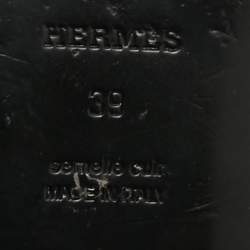 HERMES
39
semelle cuir
MADE IN ITALY